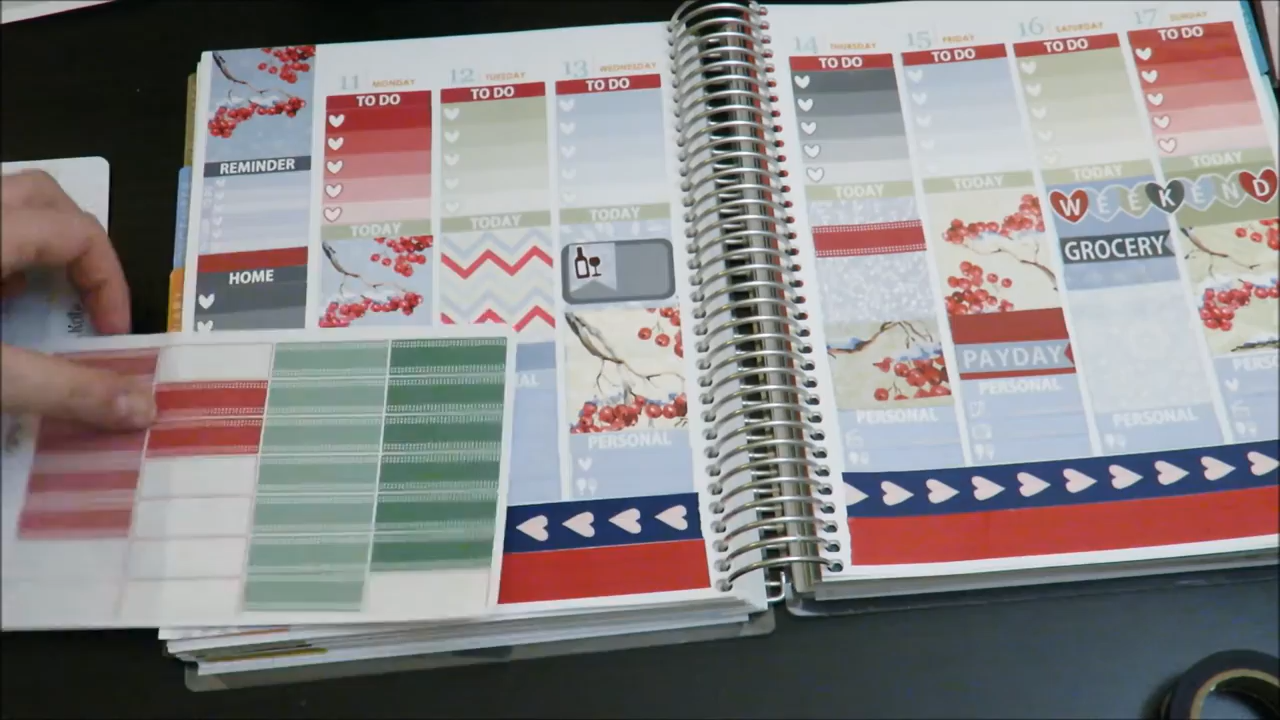 11 MONDAY
12 TUESDAY
13 WEDNESDAY
14 THURSDAY
15 FRIDAY
16 SATURDAY
17 SUNDAY
TO DO
TO DO
TO DO
TO DO
TO DO
TO DO
TO DO
REMINDER
HOME
TODAY
TODAY
TODAY
TODAY
TODAY
TODAY
TODAY
WEEKEND
GROCERY
PAYDAY
PERSONAL
PERSONAL
PERSONAL
PERSONAL